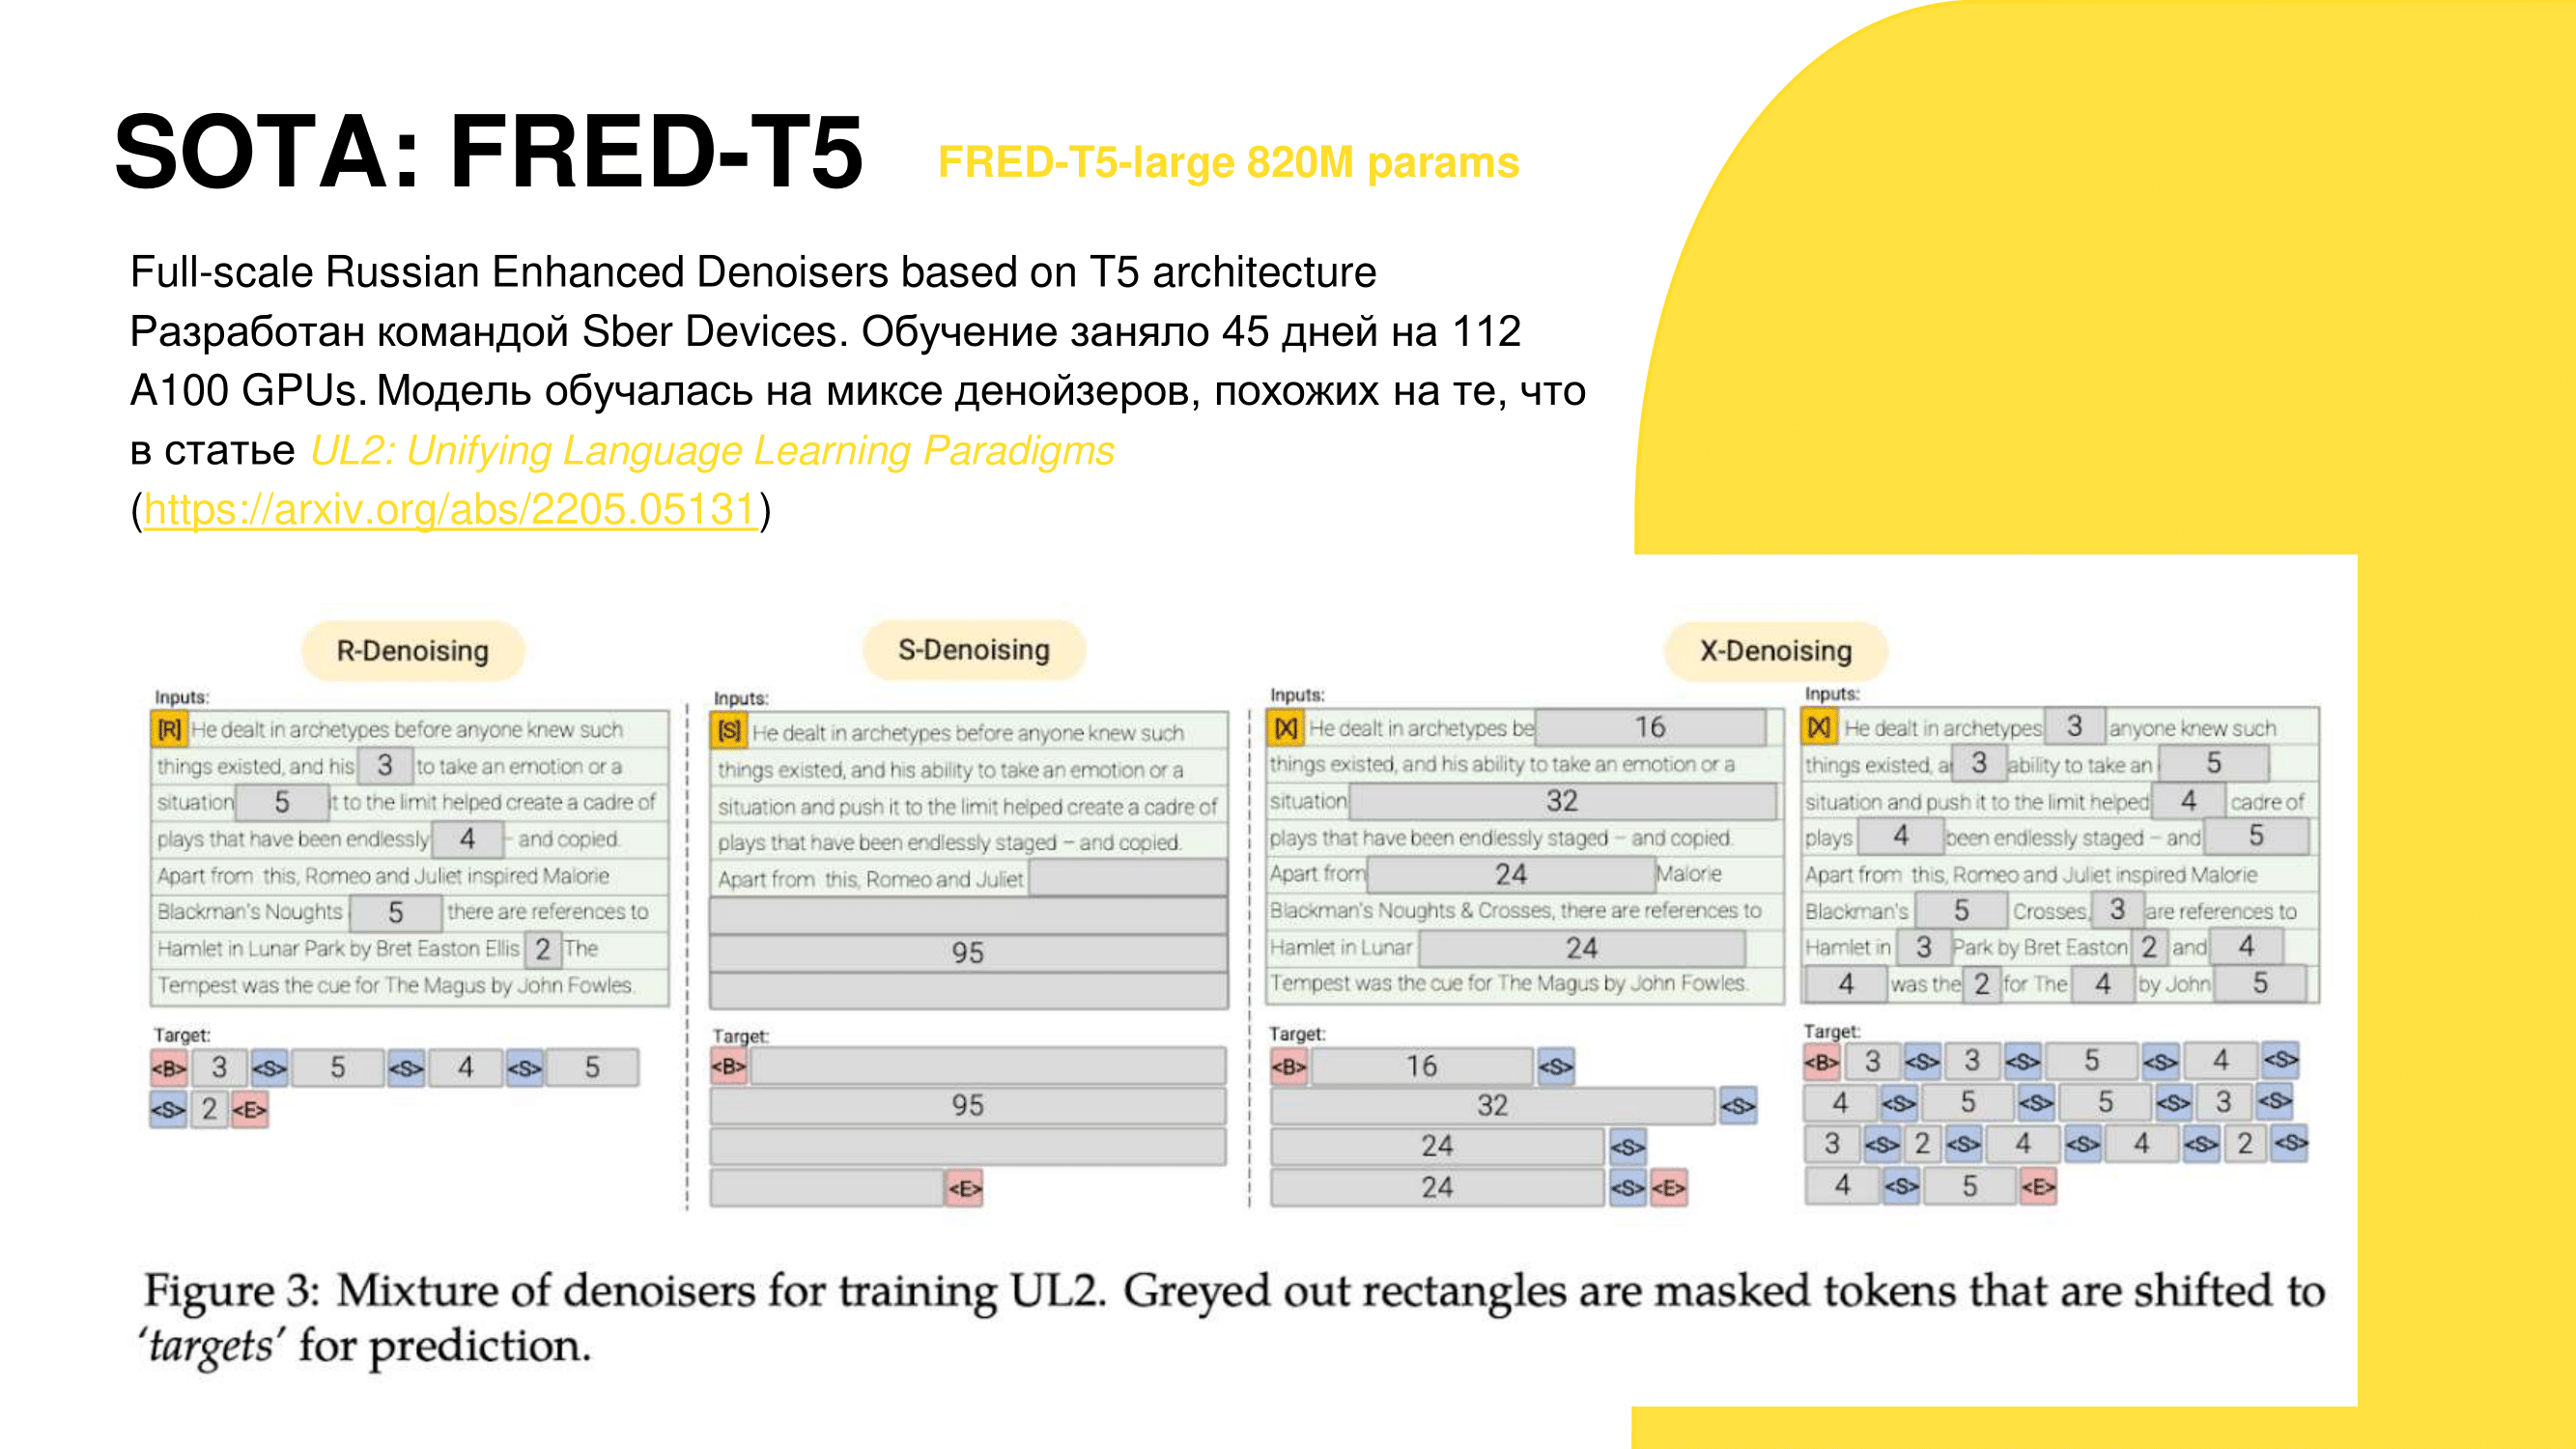 SOTA: FRED-T5
FRED-T5-large 820M params
Full-scale Russian Enhanced Denoisers based on T5 architecture
Разработан командой Sber Devices. Обучение заняло 45 дней на 112
A100 GPUs. Модель обучалась на миксе денойзеров, похожих на те, что
в статье UL2: Unifying Language Learning Paradigms
(https://arxiv.org/abs/2205.05131)
R-Denoising
Inputs:
[R] He dealt in archetypes before anyone knew such
things existed, and his 3 to take an emotion or a
situation 5 it to the limit helped create a cadre of
plays that have been endlessly 4 - and copied.
Apart from this, Romeo and Juliet inspired Malorie
Blackman's Noughts 5 there are references to
Hamlet in Lunar Park by Bret Easton Ellis 2 The
Tempest was the cue for The Magus by John Fowles.
Target:
<B> 3 <S> 5 <S> 4 <S> 5
<S> 2 <E>
S-Denoising
Inputs:
[S] He dealt in archetypes before anyone knew such
things existed, and his ability to take an emotion or a
situation and push it to the limit helped create a cadre of
plays that have been endlessly staged – and copied.
Apart from this, Romeo and Juliet
95
Target:
<B>
95
<E>
X-Denoising
Inputs:
[X] He dealt in archetypes be 16
things existed, and his ability to take an emotion or a
situation 32
plays that have been endlessly staged – and copied.
Apart from 24 Malorie
Blackman's Noughts & Crosses, there are references to
Hamlet in Lunar 24
Tempest was the cue for The Magus by John Fowles.
Target:
<B> 16 <S>
32 <S>
24 <S>
24 <S> <E>
Inputs:
[X] He dealt in archetypes 3 anyone knew such
things existed, a 3 ability to take an 5
situation and push it to the limit helped 4 cadre of
plays 4 been endlessly staged – and 5
Apart from this, Romeo and Juliet inspired Malorie
Blackman's 5 Crosses, 3 are references to
Hamlet in 3 Park by Bret Easton 2 and 4
4 was the 2 for The 4 by John 5
Target:
<B> 3 <S> 3 <S> 5 <S> 4 <S>
4 <S> 5 <S> 5 <S> 3 <S>
3 <S> 2 <S> 4 <S> 4 <S> 2 <S>
4 <S> 5 <E>
Figure 3: Mixture of denoisers for training UL2. Greyed out rectangles are masked tokens that are shifted to
‘targets’ for prediction.